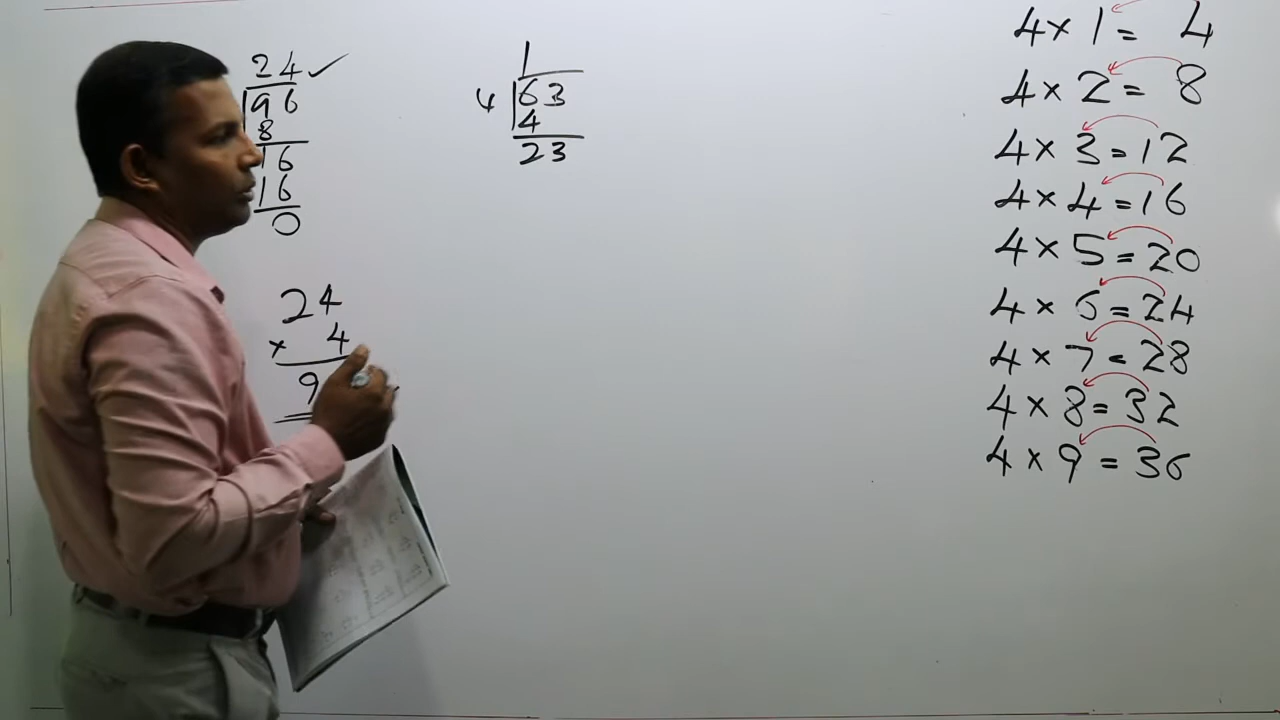 24 ✓
96
8
16
16
0
24
× 4
9
1
4 63
4
23
4 × 1 = 4
4 × 2 = 8
4 × 3 = 12
4 × 4 = 16
4 × 5 = 20
4 × 6 = 24
4 × 7 = 28
4 × 8 = 32
4 × 9 = 36